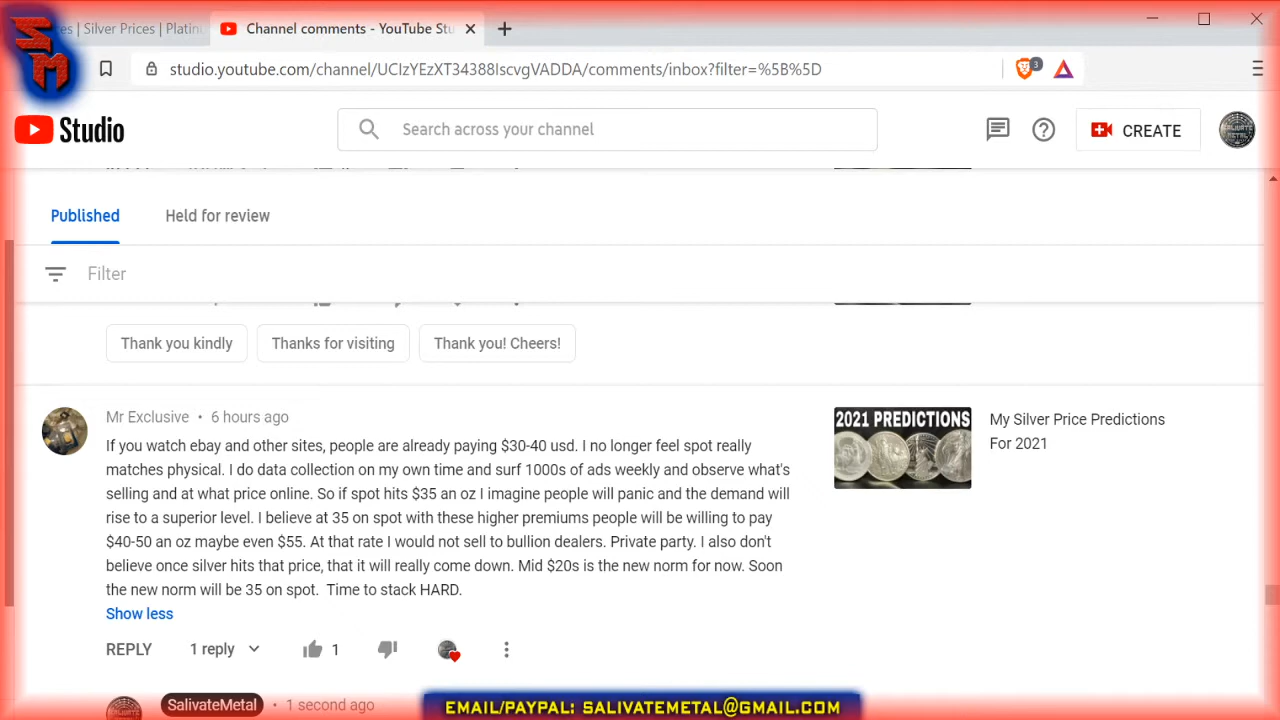 SM
es | Silver Prices | Platin
Channel comments - YouTube Stu
studio.youtube.com/channel/UCIzYEzXT34388IscvgVADDA/comments/inbox?filter=%5B%5D
3
Studio
Search across your channel
CREATE
Published
Held for review
Filter
Thank you kindly
Thanks for visiting
Thank you! Cheers!
Mr Exclusive • 6 hours ago
If you watch ebay and other sites, people are already paying $30-40 usd. I no longer feel spot really
matches physical. I do data collection on my own time and surf 1000s of ads weekly and observe what's
selling and at what price online. So if spot hits $35 an oz I imagine people will panic and the demand will
rise to a superior level. I believe at 35 on spot with these higher premiums people will be willing to pay
$40-50 an oz maybe even $55. At that rate I would not sell to bullion dealers. Private party. I also don't
believe once silver hits that price, that it will really come down. Mid $20s is the new norm for now. Soon
the new norm will be 35 on spot. Time to stack HARD.
Show less
REPLY
1 reply
1
2021 PREDICTIONS
My Silver Price Predictions
For 2021
SalivateMetal • 1 second ago
EMAIL/PAYPAL: SALIVATEMETAL@GMAIL.COM